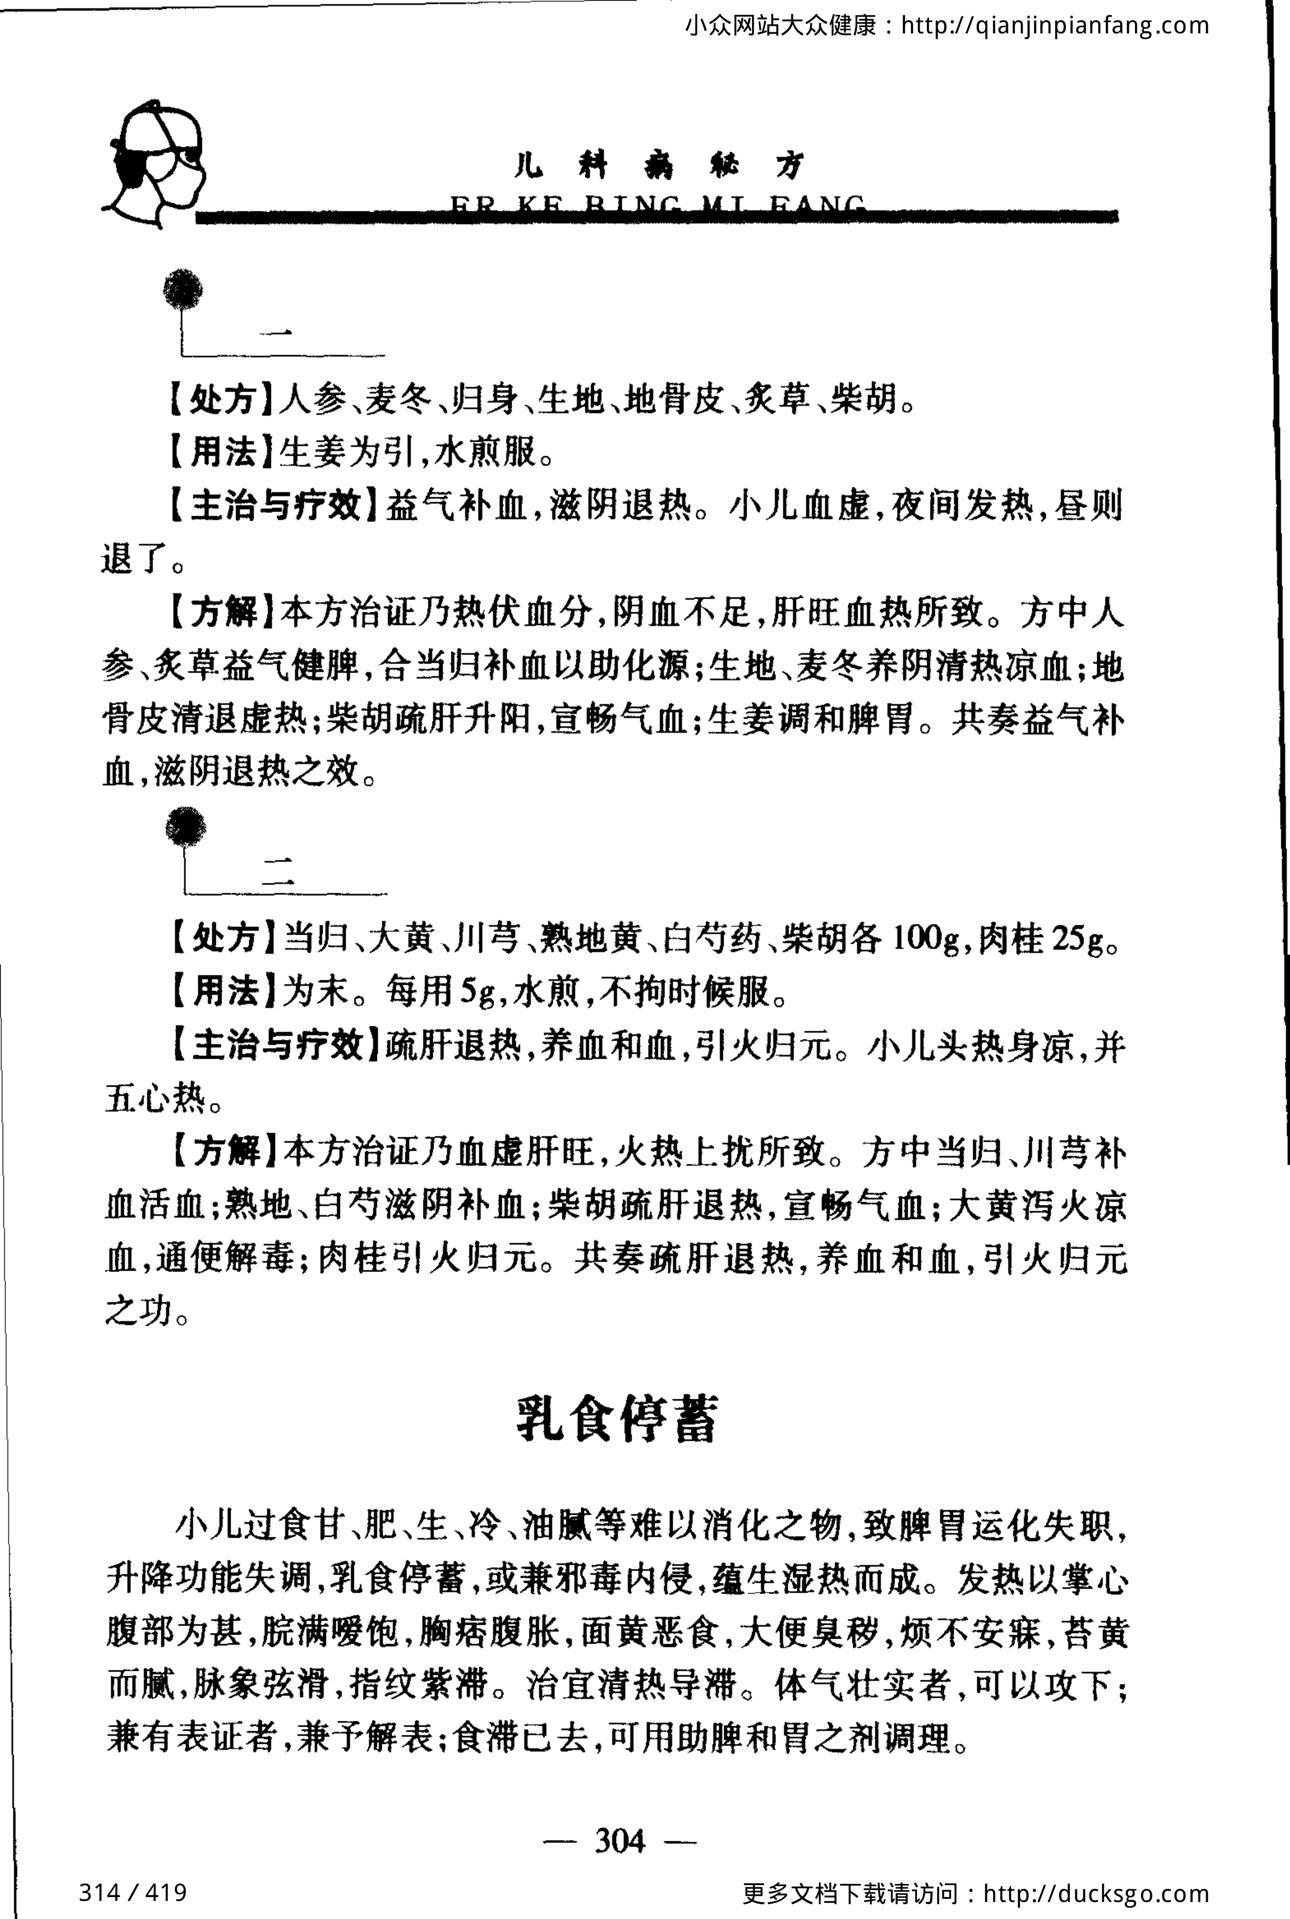 小众网站大众健康：http://qianjinpianfang.com
儿科病秘方
ER KE BING MI FANG
一
【处方】人参、麦冬、归身、生地、地骨皮、炙草、柴胡。
【用法】生姜为引,水煎服。
【主治与疗效】益气补血,滋阴退热。小儿血虚,夜间发热,昼则
退了。
【方解】本方治证乃热伏血分,阴血不足,肝旺血热所致。方中人
参、炙草益气健脾,合当归补血以助化源;生地、麦冬养阴清热凉血;地
骨皮清退虚热;柴胡疏肝升阳,宣畅气血;生姜调和脾胃。共奏益气补
血,滋阴退热之效。
二
【处方】当归、大黄、川芎、熟地黄、白芍药、柴胡各 100g,肉桂 25g。
【用法】为末。每用 5g,水煎,不拘时候服。
【主治与疗效】疏肝退热,养血和血,引火归元。小儿头热身凉,并
五心热。
【方解】本方治证乃血虚肝旺,火热上扰所致。方中当归、川芎补
血活血;熟地、白芍滋阴补血;柴胡疏肝退热,宣畅气血;大黄泻火凉
血,通便解毒;肉桂引火归元。共奏疏肝退热,养血和血,引火归元
之功。
乳食停蓄
小儿过食甘、肥、生、冷、油腻等难以消化之物,致脾胃运化失职,
升降功能失调,乳食停蓄,或兼邪毒内侵,蕴生湿热而成。发热以掌心
腹部为甚,脘满嗳饱,胸痞腹胀,面黄恶食,大便臭秽,烦不安寐,苔黄
而腻,脉象弦滑,指纹紫滞。治宜清热导滞。体气壮实者,可以攻下;
兼有表证者,兼予解表;食滞已去,可用助脾和胃之剂调理。
— 304 —
314 / 419
更多文档下载请访问：http://ducksgo.com